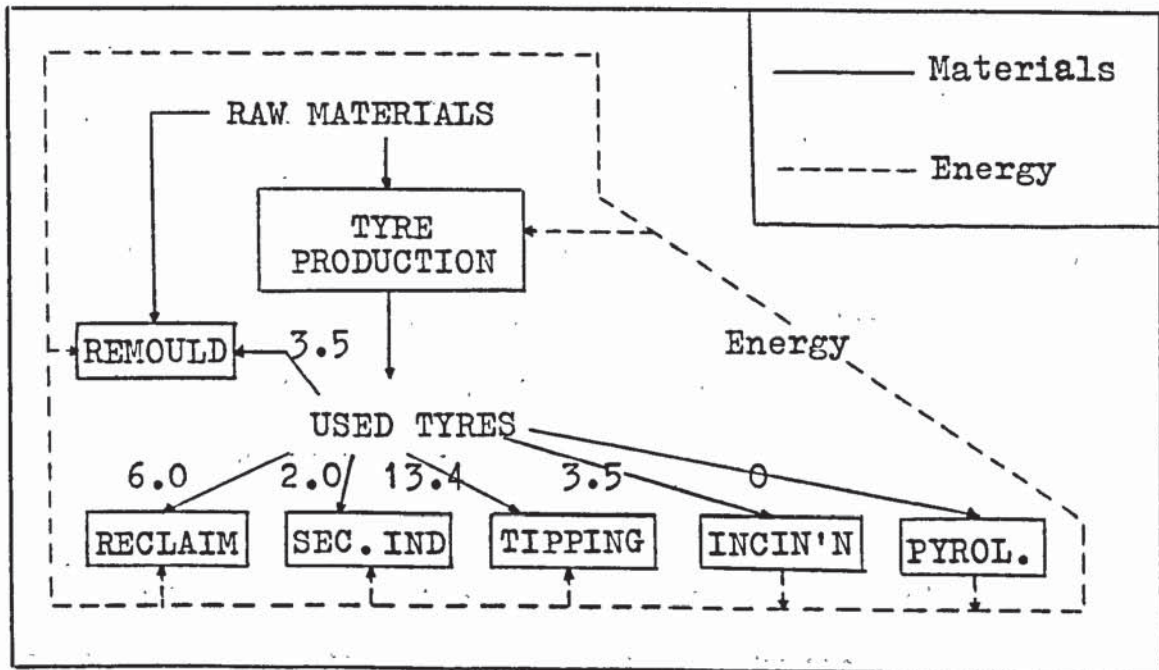 Materials
RAW MATERIALS
Energy
TYRE
PRODUCTION
REMOULD
3.5
Energy
USED TYRES
6.0
2.0
13.4
3.5
0
RECLAIM
SEC.IND
TIPPING
INCIN'N
PYROL.